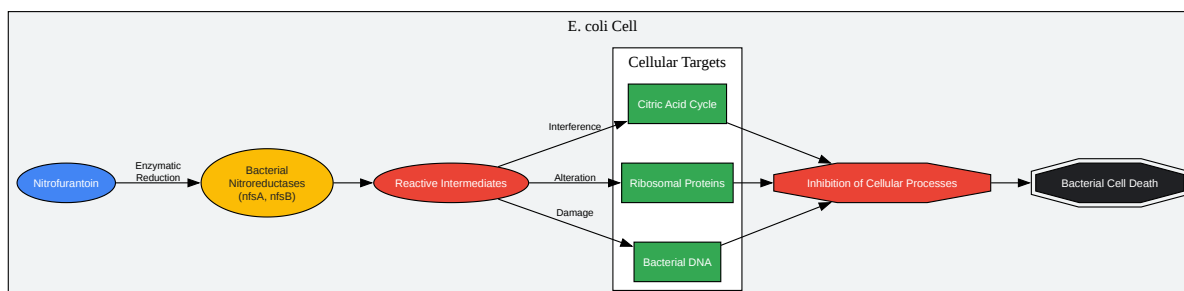 E. coli Cell
Cellular Targets
Nitrofurantoin
Enzymatic
Reduction
Bacterial
Nitroreductases
(nfsA, nfsB)
Reactive Intermediates
Interference
Alteration
Damage
Citric Acid Cycle
Ribosomal Proteins
Bacterial DNA
Inhibition of Cellular Processes
Bacterial Cell Death